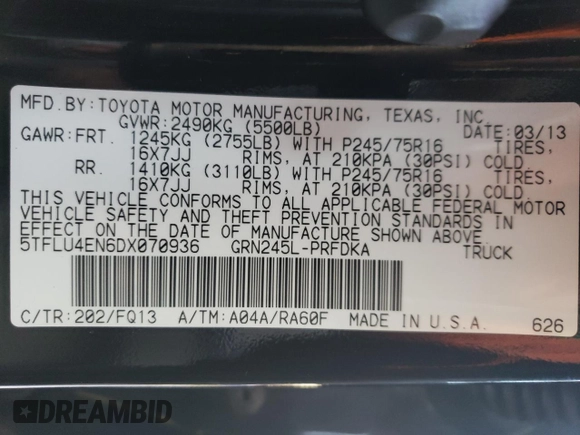 MFD.BY:TOYOTA MOTOR MANUFACTURING, TEXAS, INC.
GVWR:2490KG (5500LB) DATE:03/13
GAWR:FRT. 1245KG (2755LB) WITH P245/75R16 TIRES,
16X7JJ RIMS, AT 210KPA (30PSI) COLD
RR. 1410KG (3110LB) WITH P245/75R16 TIRES,
16X7JJ RIMS, AT 210KPA (30PSI) COLD
THIS VEHICLE CONFORMS TO ALL APPLICABLE FEDERAL MOTOR
VEHICLE SAFETY AND THEFT PREVENTION STANDARDS IN
EFFECT ON THE DATE OF MANUFACTURE SHOWN ABOVE.
5TFLU4EN6DX070936 GRN245L-PRFDKA TRUCK
C/TR:202/FQ13 A/TM:A04A/RA60F MADE IN U.S.A. 626
DREAMBID